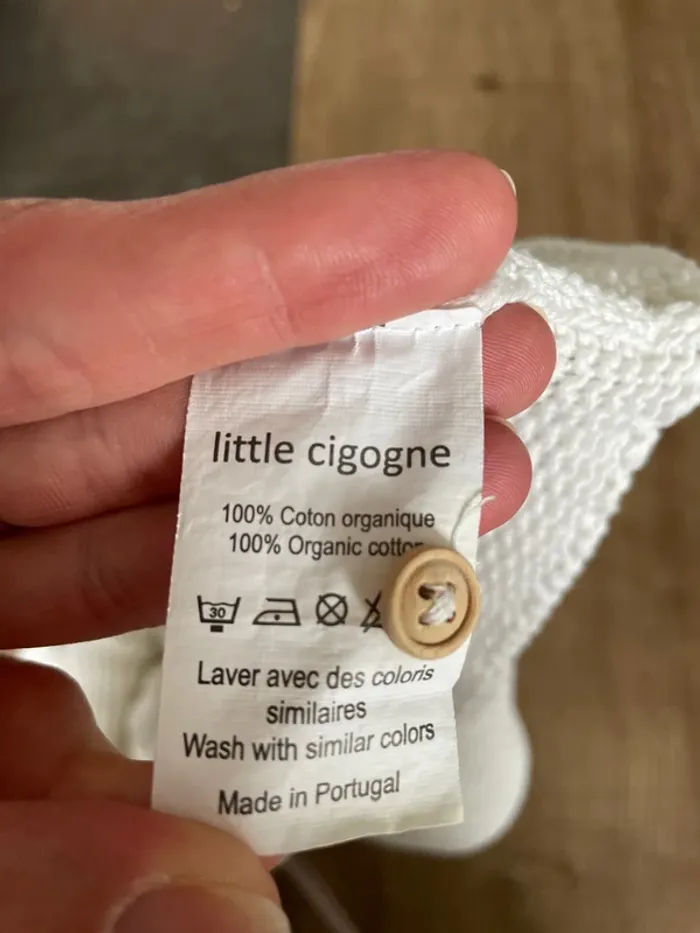 little cigogne
100% Coton organique
100% Organic cotton
30
Laver avec des coloris
similaires
Wash with similar colors
Made in Portugal